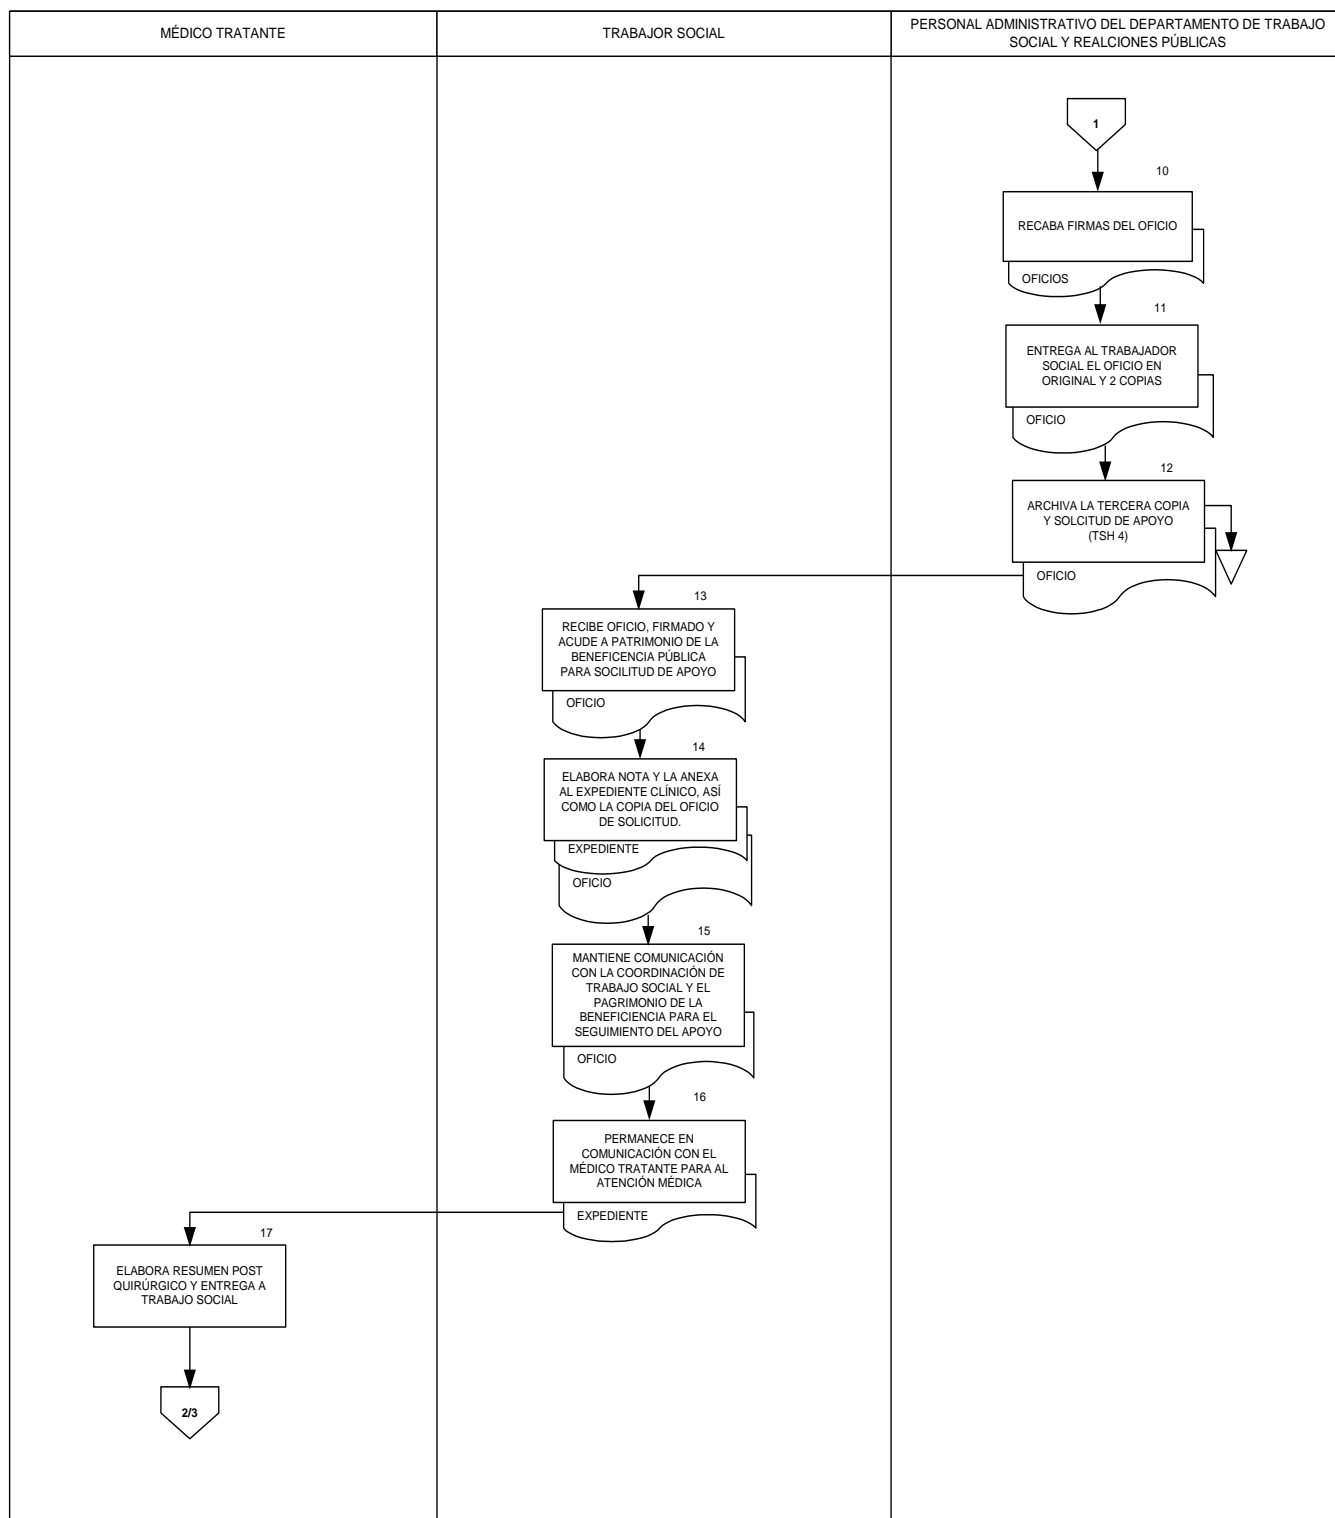 MÉDICO TRATANTE
TRABAJOR SOCIAL
PERSONAL ADMINISTRATIVO DEL DEPARTAMENTO DE TRABAJO
SOCIAL Y REALCIONES PÚBLICAS
1
10
RECABA FIRMAS DEL OFICIO
OFICIOS
11
ENTREGA AL TRABAJADOR
SOCIAL EL OFICIO EN
ORIGINAL Y 2 COPIAS
OFICIO
12
ARCHIVA LA TERCERA COPIA
Y SOLCITUD DE APOYO
(TSH 4)
OFICIO
13
RECIBE OFICIO, FIRMADO Y
ACUDE A PATRIMONIO DE LA
BENEFICENCIA PÚBLICA
PARA SOCILITUD DE APOYO
OFICIO
14
ELABORA NOTA Y LA ANEXA
AL EXPEDIENTE CLÍNICO, ASÍ
COMO LA COPIA DEL OFICIO
DE SOLICITUD.
EXPEDIENTE
OFICIO
15
MANTIENE COMUNICACIÓN
CON LA COORDINACIÓN DE
TRABAJO SOCIAL Y EL
PAGRIMONIO DE LA
BENEFICIENCIA PARA EL
SEGUIMIENTO DEL APOYO
OFICIO
16
PERMANECE EN
COMUNICACIÓN CON EL
MÉDICO TRATANTE PARA AL
ATENCIÓN MÉDICA
EXPEDIENTE
17
ELABORA RESUMEN POST
QUIRÚRGICO Y ENTREGA A
TRABAJO SOCIAL
2/3